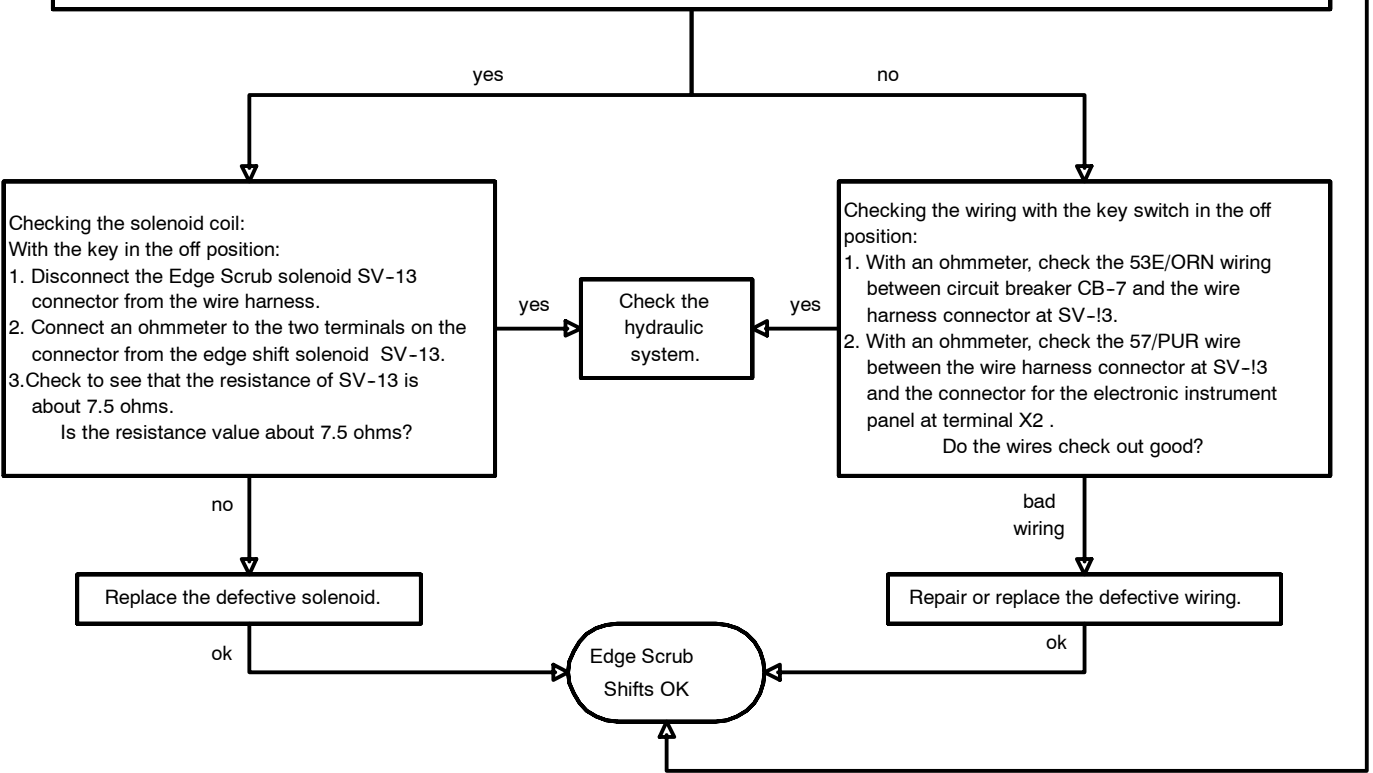 yes
no
Checking the solenoid coil:
With the key in the off position:
1. Disconnect the Edge Scrub solenoid SV-13
connector from the wire harness.
2. Connect an ohmmeter to the two terminals on the
connector from the edge shift solenoid SV-13.
3.Check to see that the resistance of SV-13 is
about 7.5 ohms.
Is the resistance value about 7.5 ohms?
yes
Check the
hydraulic
system.
yes
Checking the wiring with the key switch in the off
position:
1. With an ohmmeter, check the 53E/ORN wiring
between circuit breaker CB-7 and the wire
harness connector at SV-!3.
2. With an ohmmeter, check the 57/PUR wire
between the wire harness connector at SV-!3
and the connector for the electronic instrument
panel at terminal X2 .
Do the wires check out good?
no
bad
wiring
Replace the defective solenoid.
Repair or replace the defective wiring.
ok
ok
Edge Scrub
Shifts OK